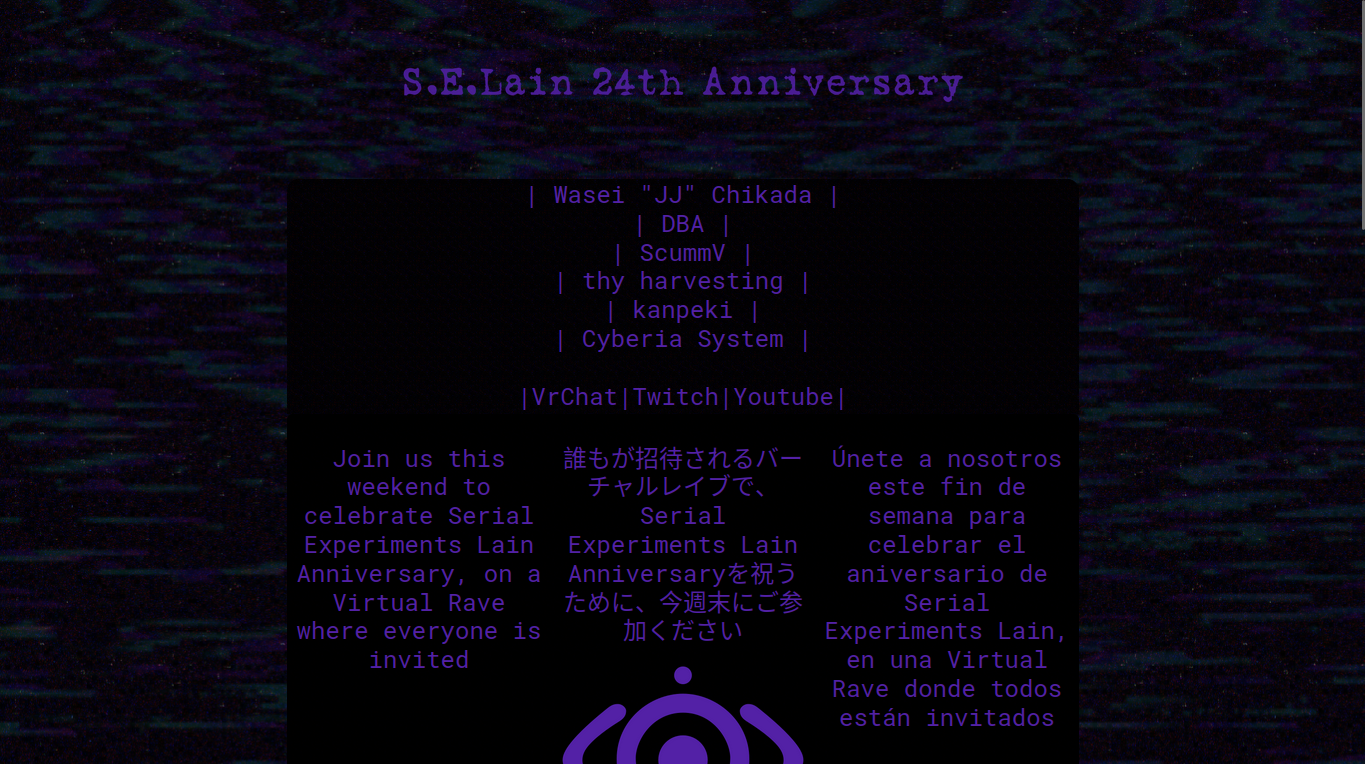 S.E.Lain 24th Anniversary
| Wasei "JJ" Chikada |
| DBA |
| ScummV |
| thy harvesting |
| kanpeki |
| Cyberia System |
|VrChat|Twitch|Youtube|
Join us this
weekend to
celebrate Serial
Experiments Lain
Anniversary, on a
Virtual Rave
where everyone is
invited
誰もが招待されるバー
チャルレイブで、
Serial
Experiments Lain
Anniversaryを祝う
ために、今週末にご参
加ください
Únete a nosotros
este fin de
semana para
celebrar el
aniversario de
Serial
Experiments Lain,
en una Virtual
Rave donde todos
están invitados